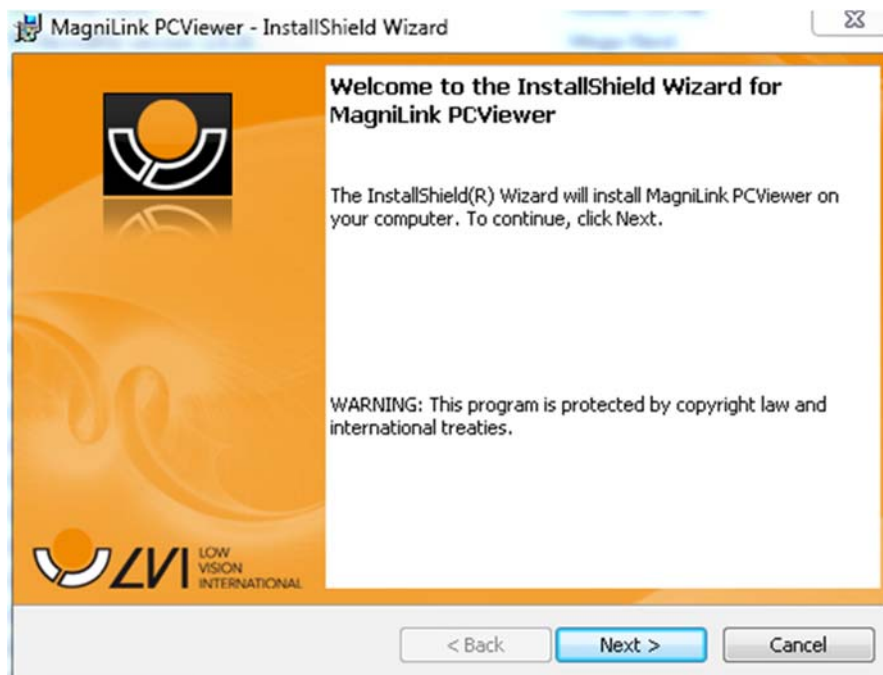 MagniLink PCViewer - InstallShield Wizard
Welcome to the InstallShield Wizard for
MagniLink PCViewer
The InstallShield(R) Wizard will install MagniLink PCViewer on
your computer. To continue, click Next.
WARNING: This program is protected by copyright law and
international treaties.
LVI
LOW
VISION
INTERNATIONAL
< Back
Next >
Cancel